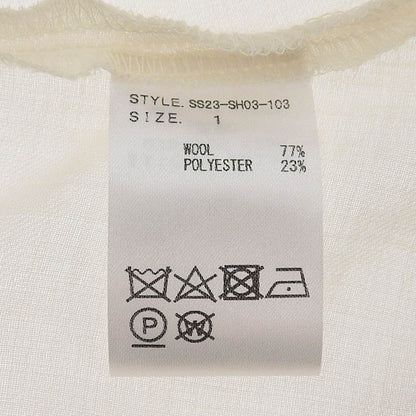 STYLE. SS23-SH03-103
SIZE. 1
WOOL 77%
POLYESTER 23%
P W